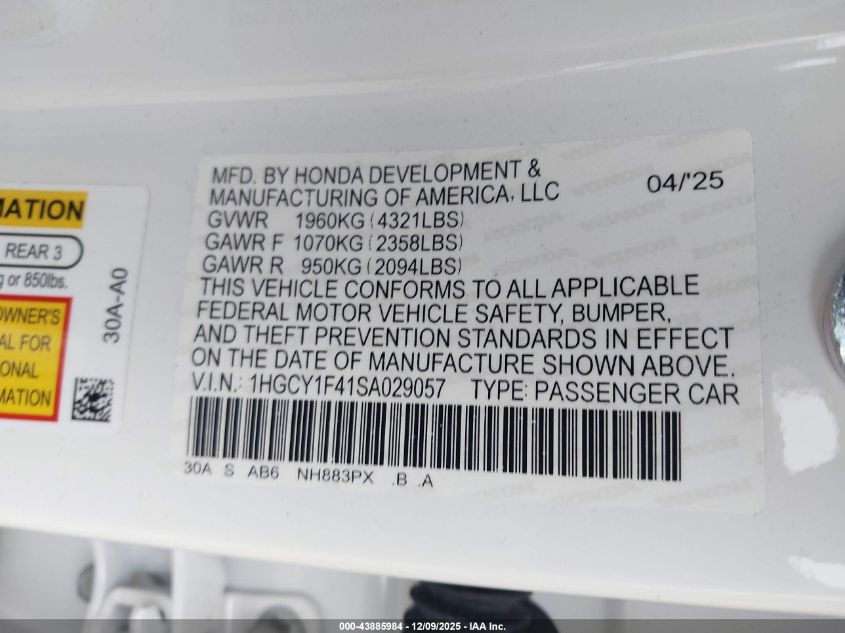 MATION
REAR 3
g or 850lbs.
OWNER'S
AL FOR
ONAL
MATION
30A-A0
MFD. BY HONDA DEVELOPMENT &
MANUFACTURING OF AMERICA, LLC
04/'25
GVWR 1960KG (4321LBS)
GAWR F 1070KG (2358LBS)
GAWR R 950KG (2094LBS)
THIS VEHICLE CONFORMS TO ALL APPLICABLE
FEDERAL MOTOR VEHICLE SAFETY, BUMPER,
AND THEFT PREVENTION STANDARDS IN EFFECT
ON THE DATE OF MANUFACTURE SHOWN ABOVE.
V.I.N.: 1HGCY1F41SA029057 TYPE: PASSENGER CAR
30A S AB6 NH883PX .B .A
000-43885984 / 12/09/2025 - IAA Inc.